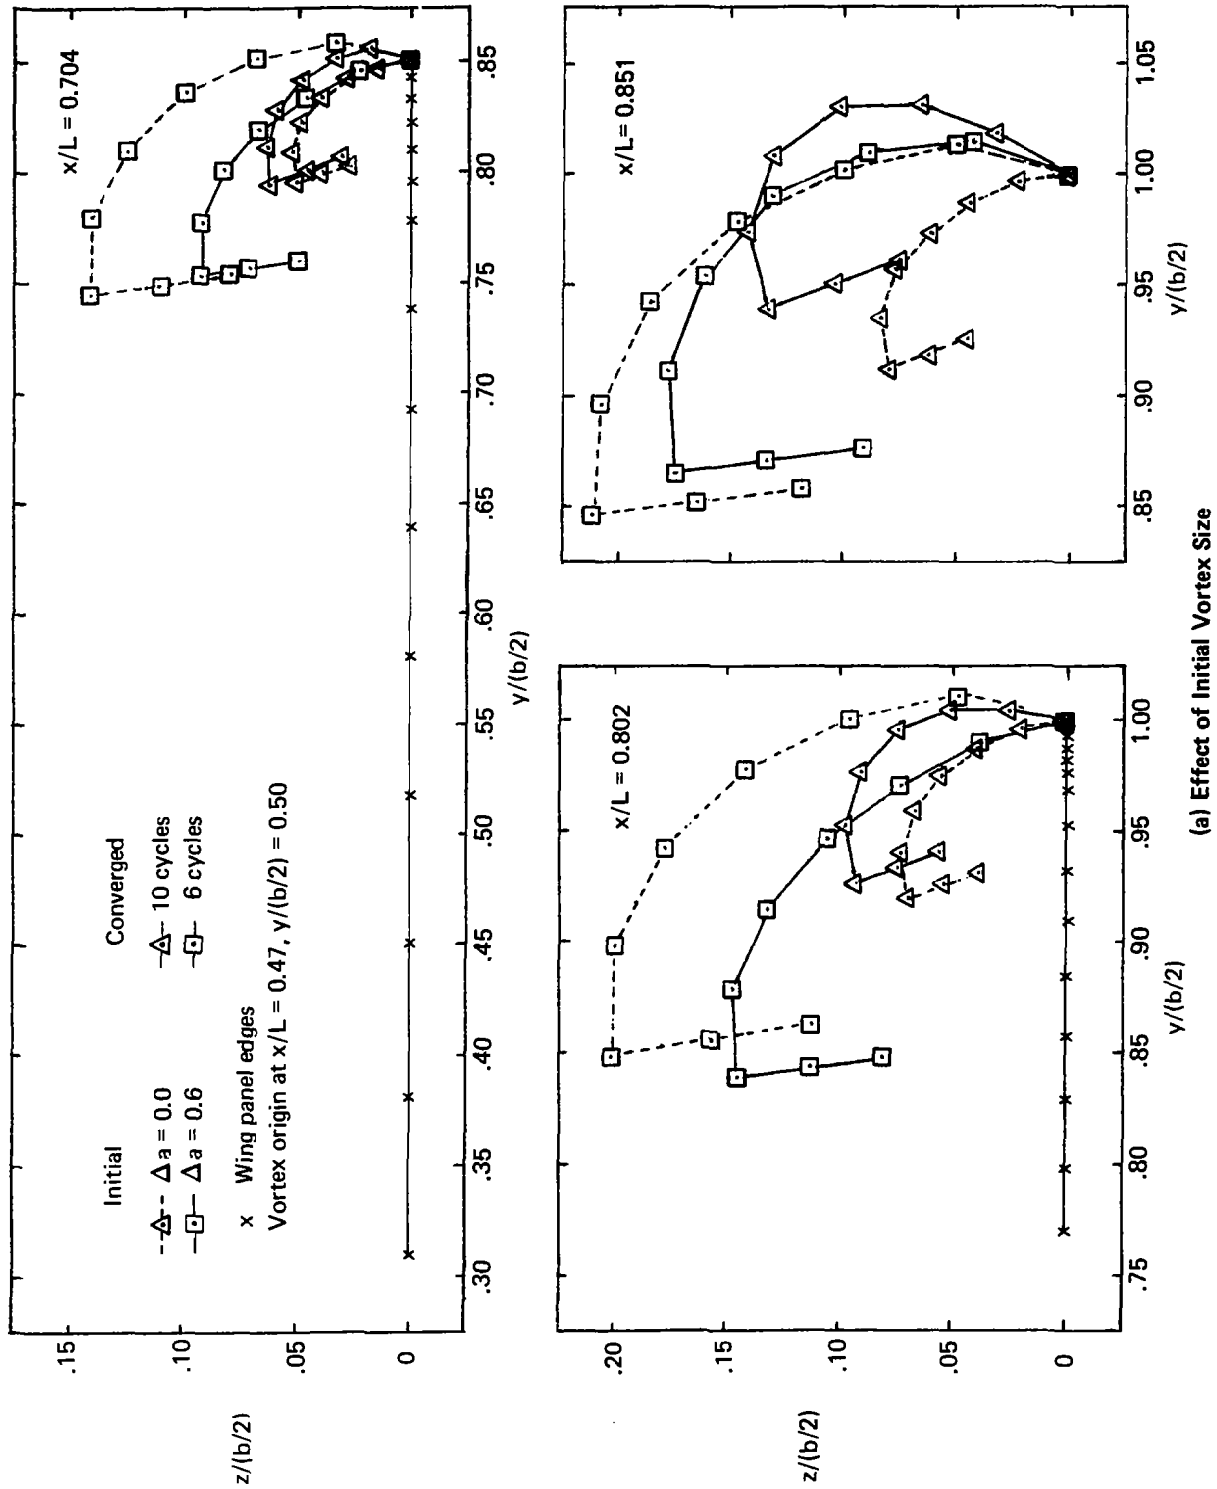 x/L = 0.704
Initial
Converged
Δa = 0.0
10 cycles
Δa = 0.6
6 cycles
x Wing panel edges
Vortex origin at x/L = 0.47, y/(b/2) = 0.50
z/(b/2)
.15
.10
.05
0
.30
.35
.40
.45
.50
.55
.60
.65
.70
.75
.80
.85
y/(b/2)
x/L = 0.802
z/(b/2)
.20
.15
.10
.05
0
.75
.80
.85
.90
.95
1.00
y/(b/2)
x/L = 0.851
.85
.90
.95
1.00
1.05
y/(b/2)
(a) Effect of Initial Vortex Size